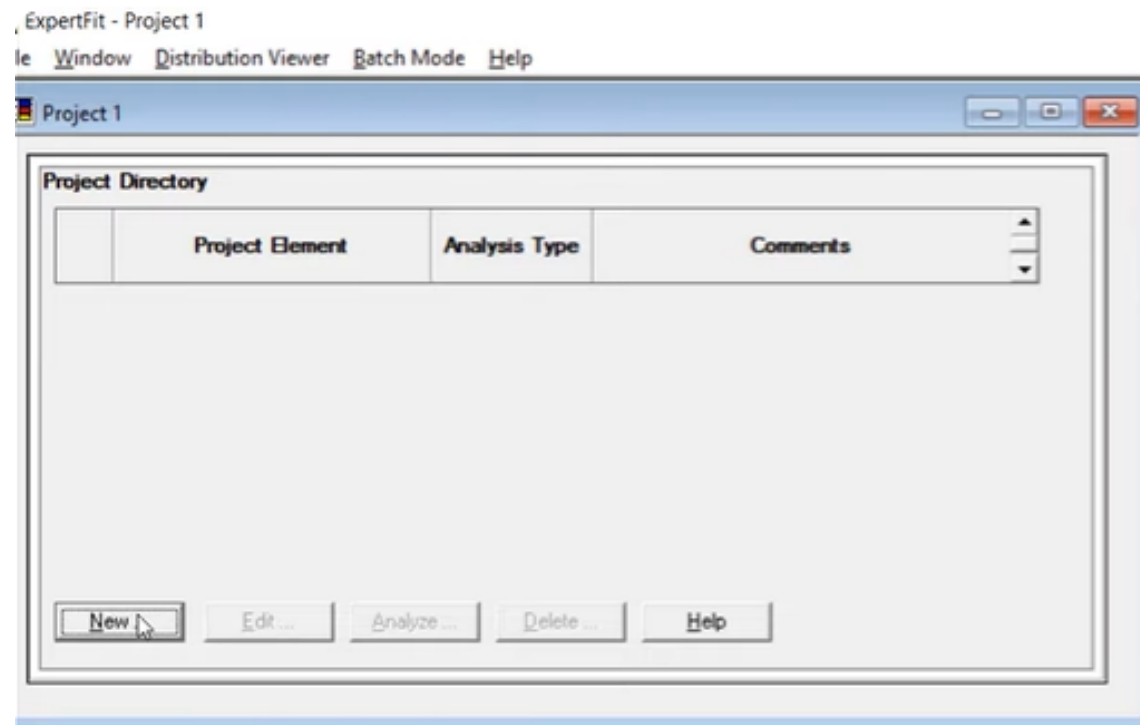 ExpertFit - Project 1
le Window Distribution Viewer Batch Mode Help
Project 1
Project Directory
Project Element Analysis Type Comments
New Edit ... Analyze ... Delete ... Help